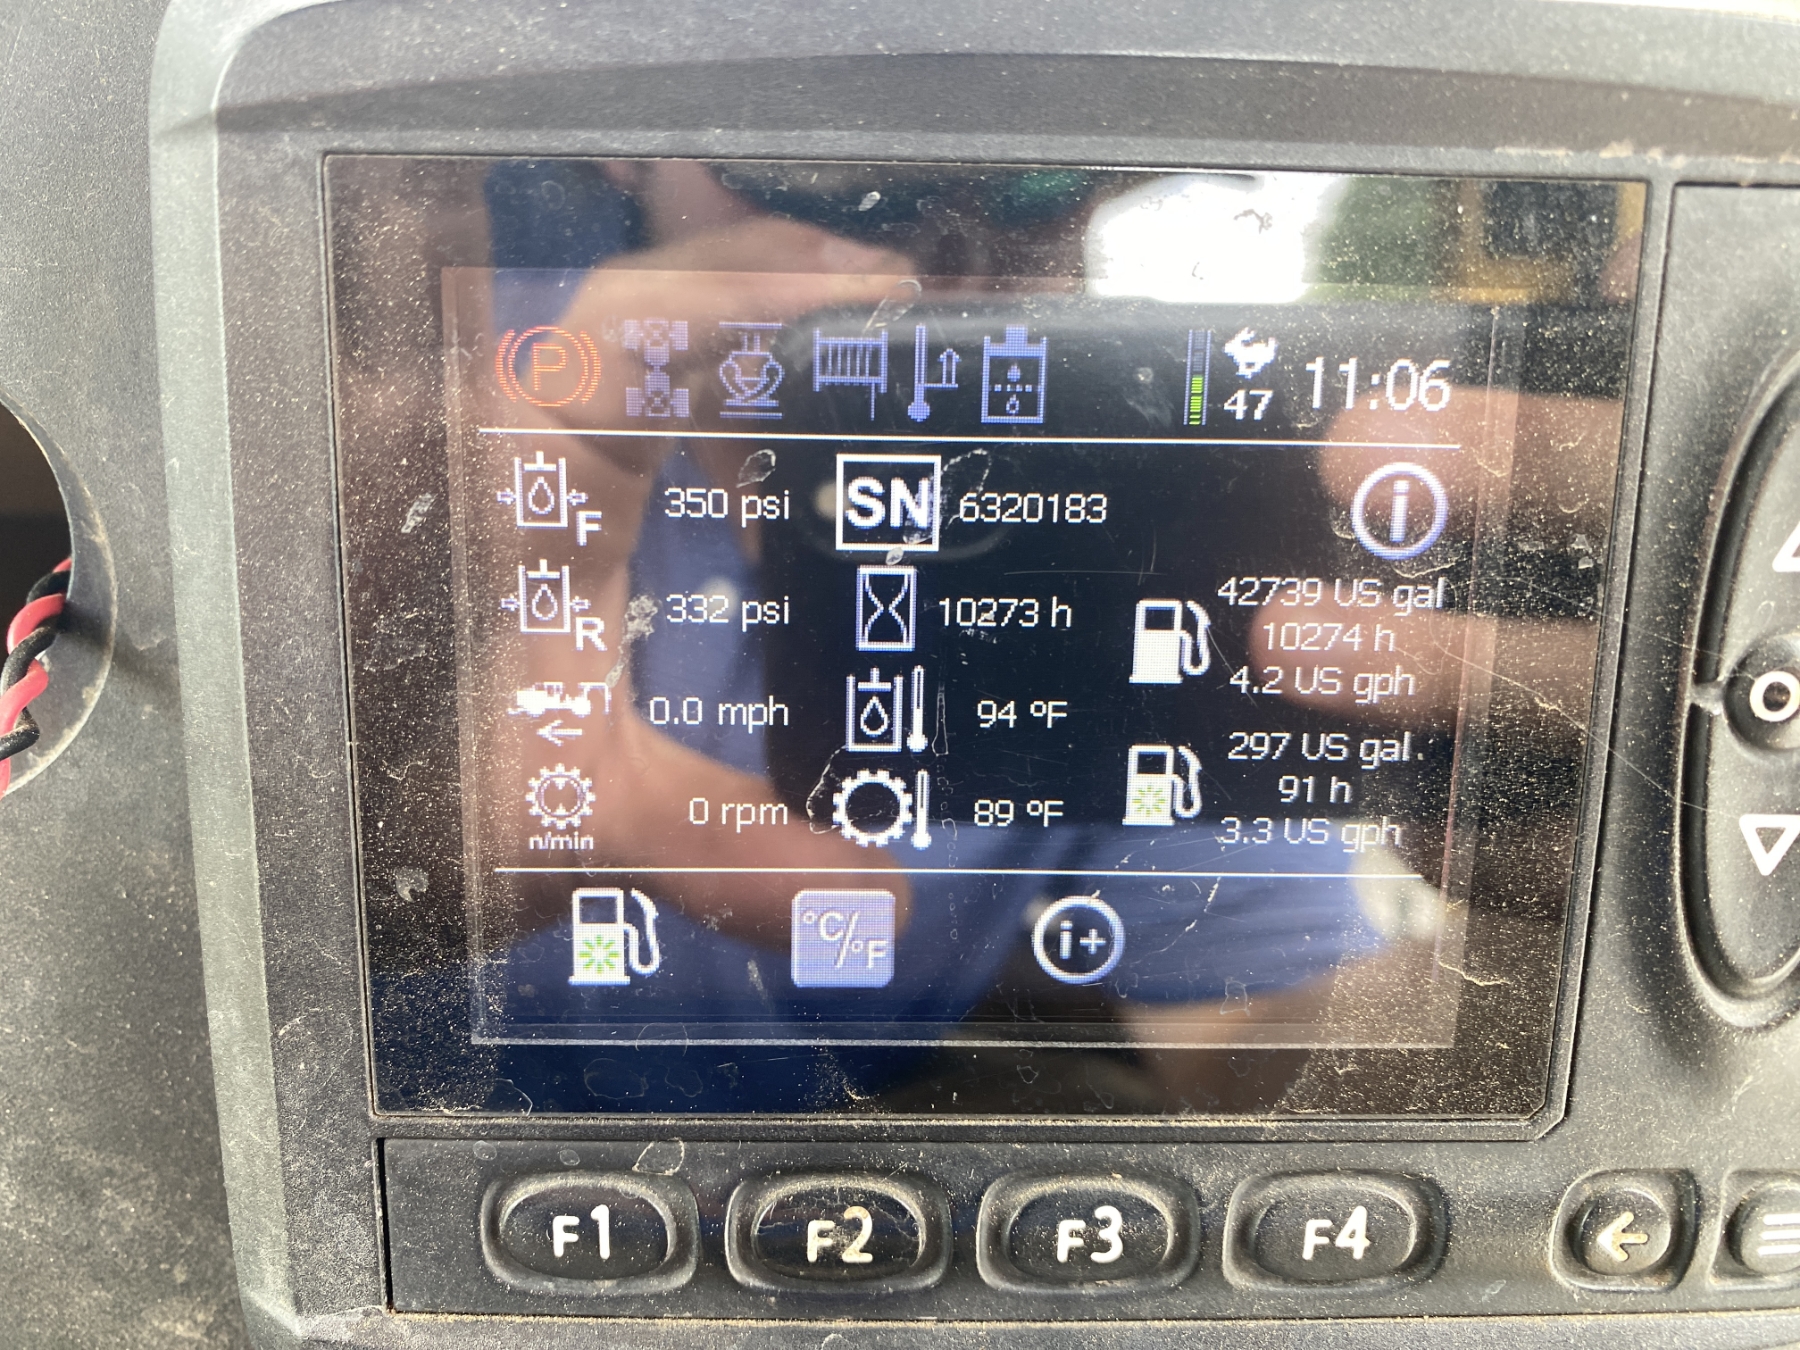 P
47 11:06
F 350 psi SN 6320183 i
R 332 psi 10273 h 42739 US gal
10274 h
4.2 US gph
0.0 mph 94 °F 297 US gal
91 h
n/min 0 rpm 89 °F 3.3 US gph
°C/°F i+
F1 F2 F3 F4